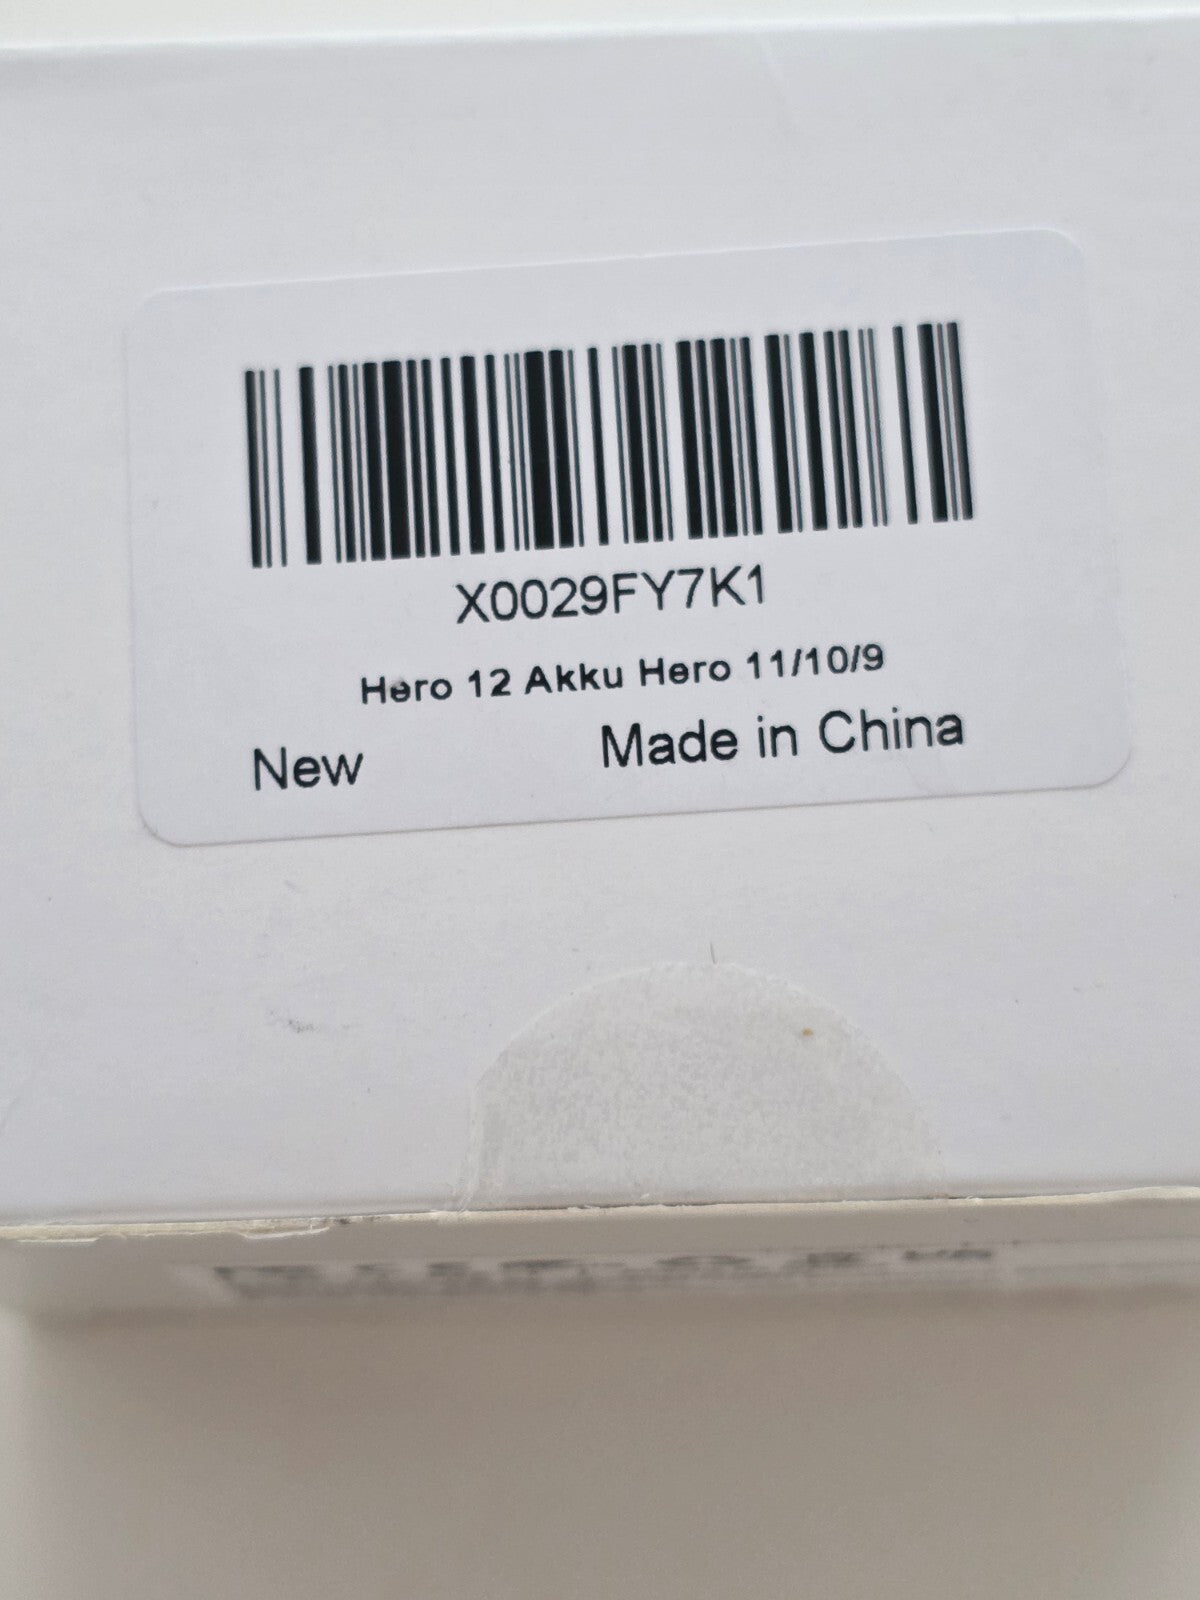 X0029FY7K1
Hero 12 Akku Hero 11/10/9
New Made in China